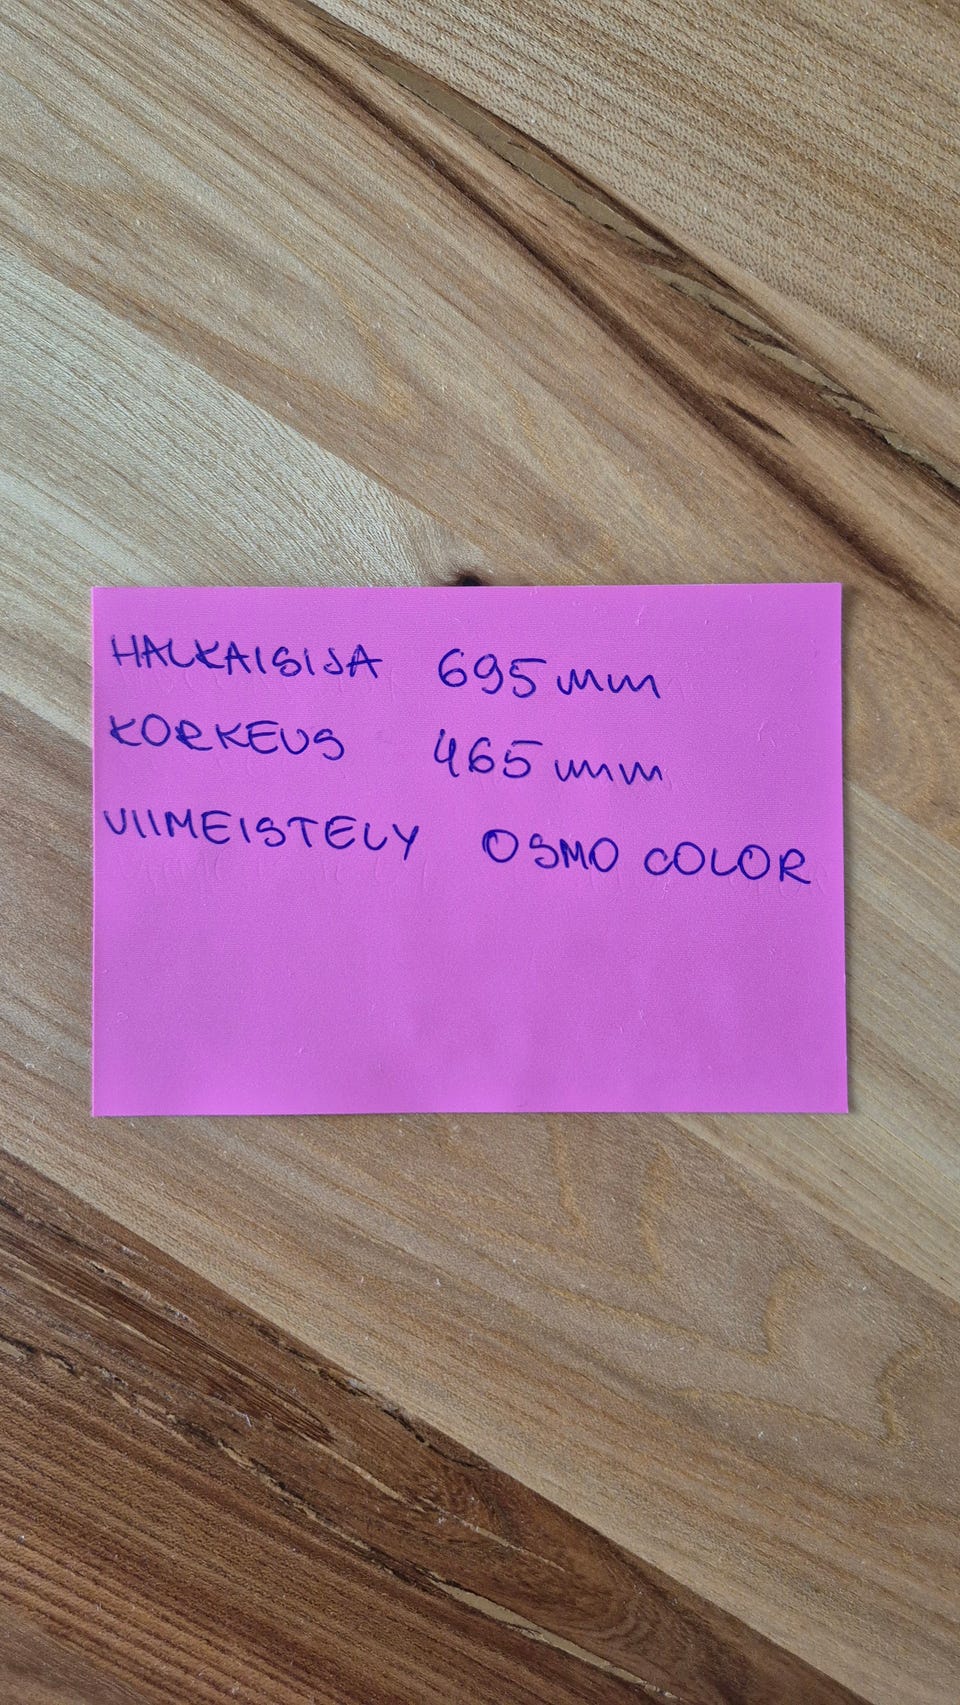 HALKAISIJA 695 mm
KORKEUS 465 mm
VIIMEISTELY OSMO COLOR